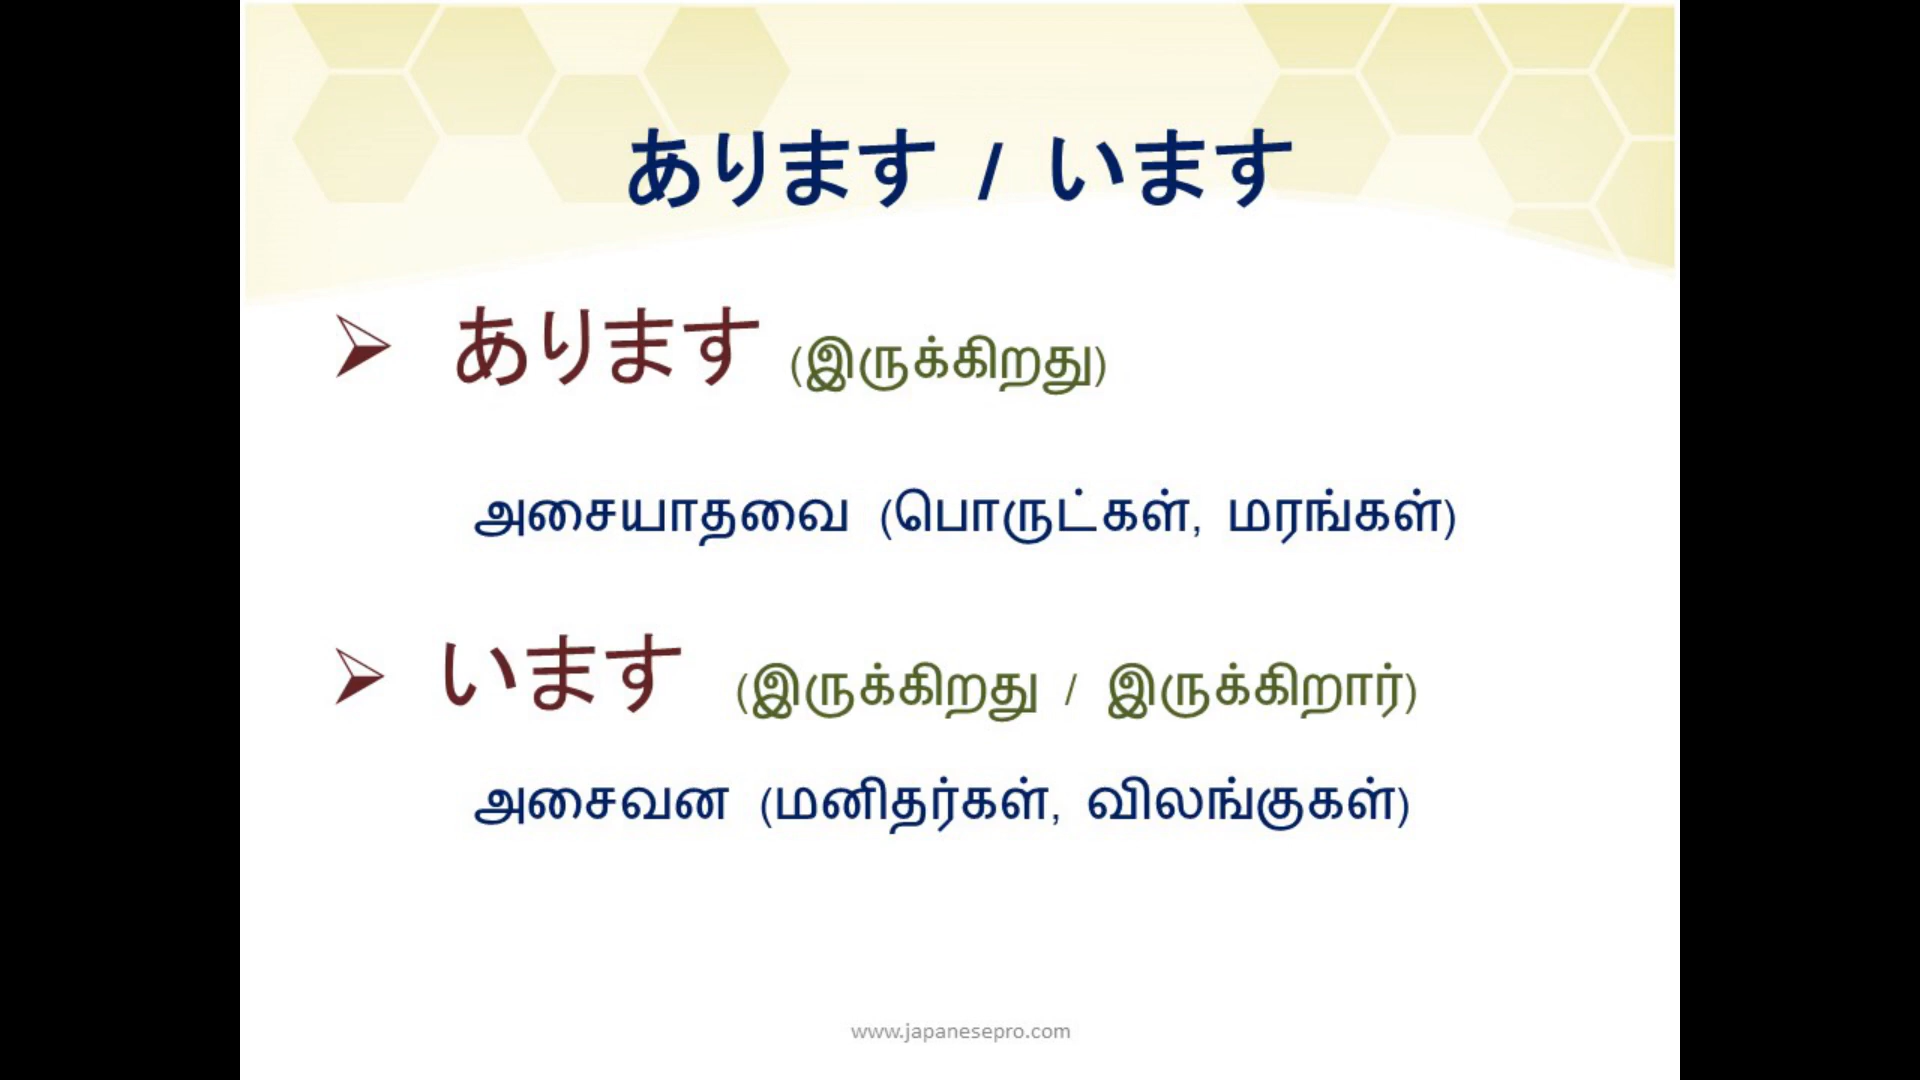 あります / います
➢ あります (இருக்கிறது)
அசையாதவை (பொருட்கள், மரங்கள்)
➢ います (இருக்கிறது / இருக்கிறார்)
அசைவன (மனிதர்கள், விலங்குகள்)
www.japanesepro.com